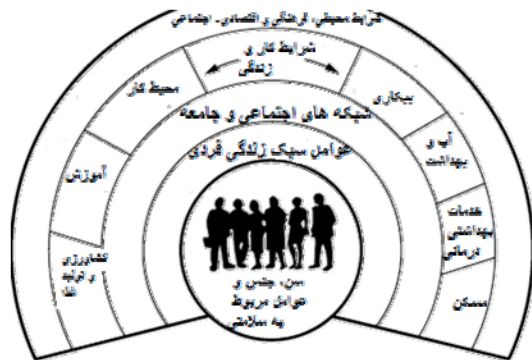 شرایط محیطی، فرهنگی و اقتصادی- اجتماعی
شرایط کار و
زندگی
محیط کار
بیکاری
شبکه های اجتماعی و جامعه
آب و
بهداشت
عوامل سبک زندگی فردی
آموزش
خدمات
بهداشتی
درمانی
کشاورزی
و تولید
غذا
مسکن
سن، جنس و
عوامل مربوط
به سلامتی